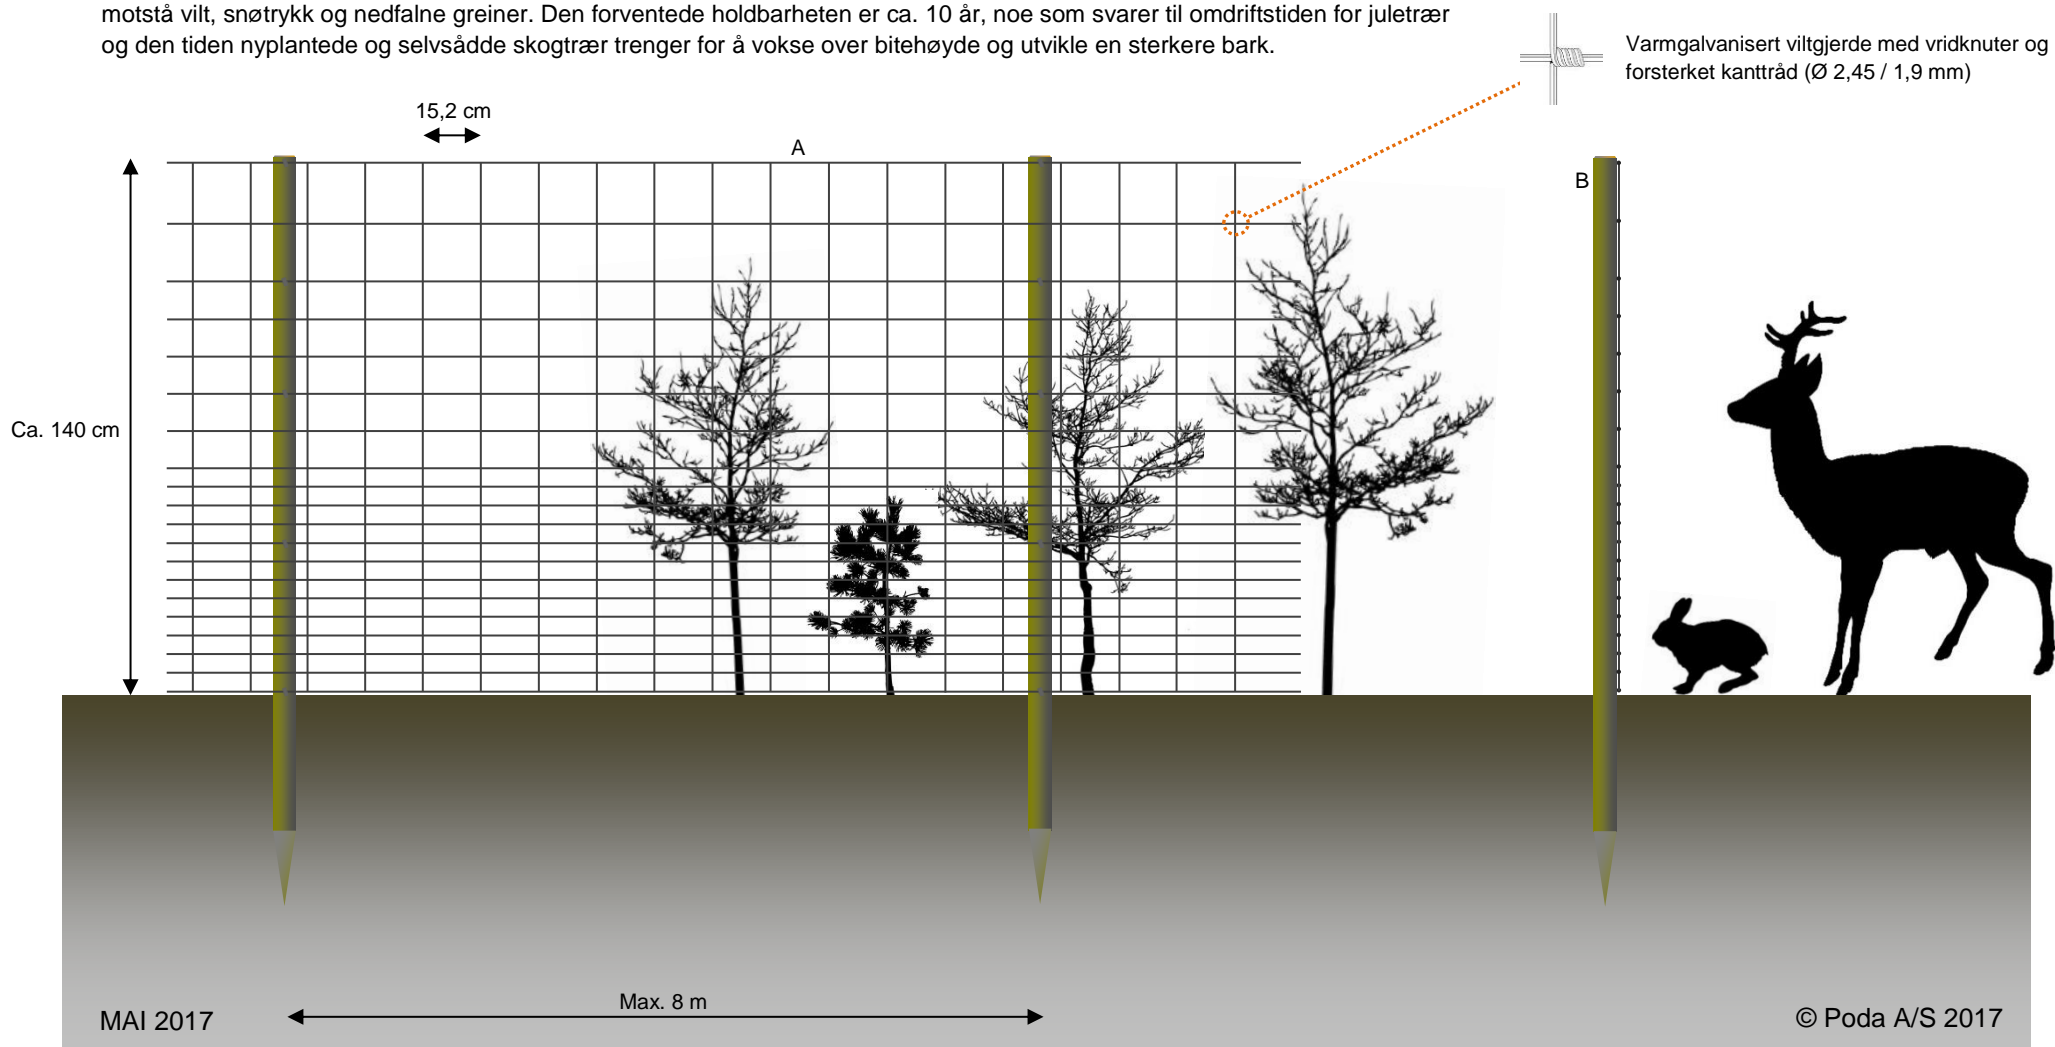 motstå vilt, snøtrykk og nedfalne greiner. Den forventede holdbarheten er ca. 10 år, noe som svarer til omdriftstiden for juletrær
og den tiden nyplantede og selvsådde skogtrær trenger for å vokse over bitehøyde og utvikle en sterkere bark.
Varmgalvanisert viltgjerde med vridknuter og
forsterket kanttråd (Ø 2,45 / 1,9 mm)
15,2 cm
A
B
Ca. 140 cm
Max. 8 m
MAI 2017
© Poda A/S 2017